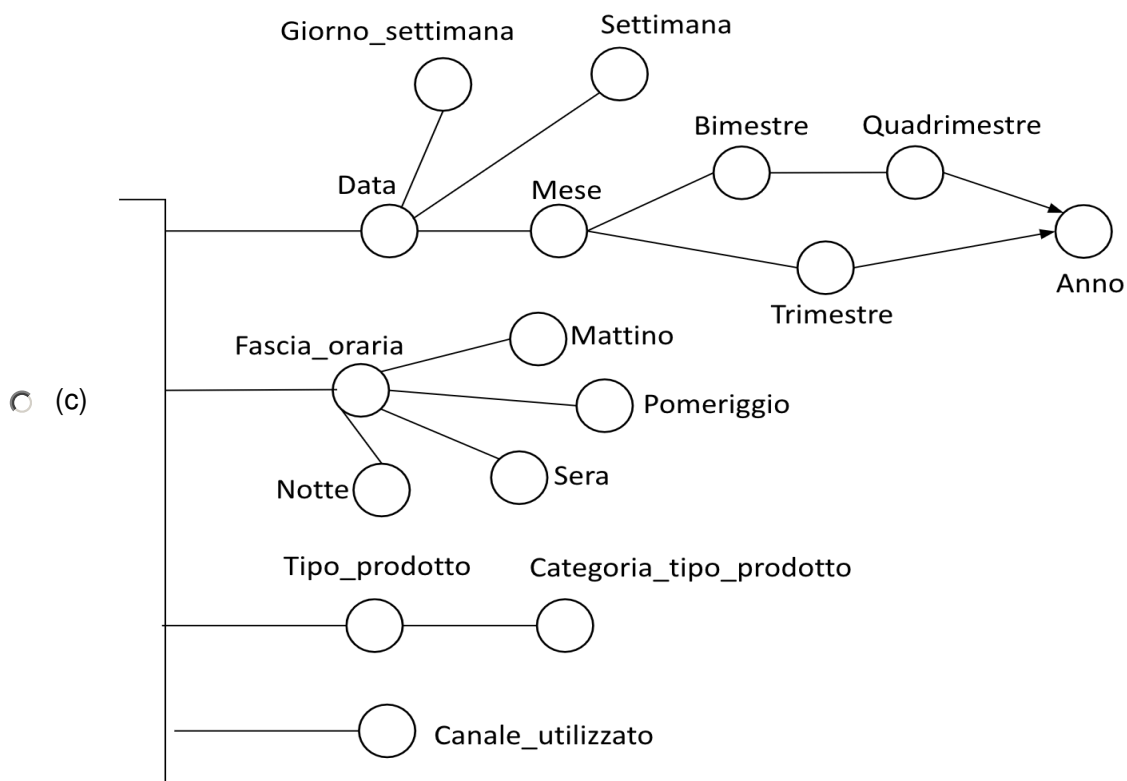 Giorno_settimana
Settimana
Bimestre
Quadrimestre
Data
Mese
Anno
Trimestre
Fascia_oraria
Mattino
(c)
Pomeriggio
Notte
Sera
Tipo_prodotto
Categoria_tipo_prodotto
Canale_utilizzato